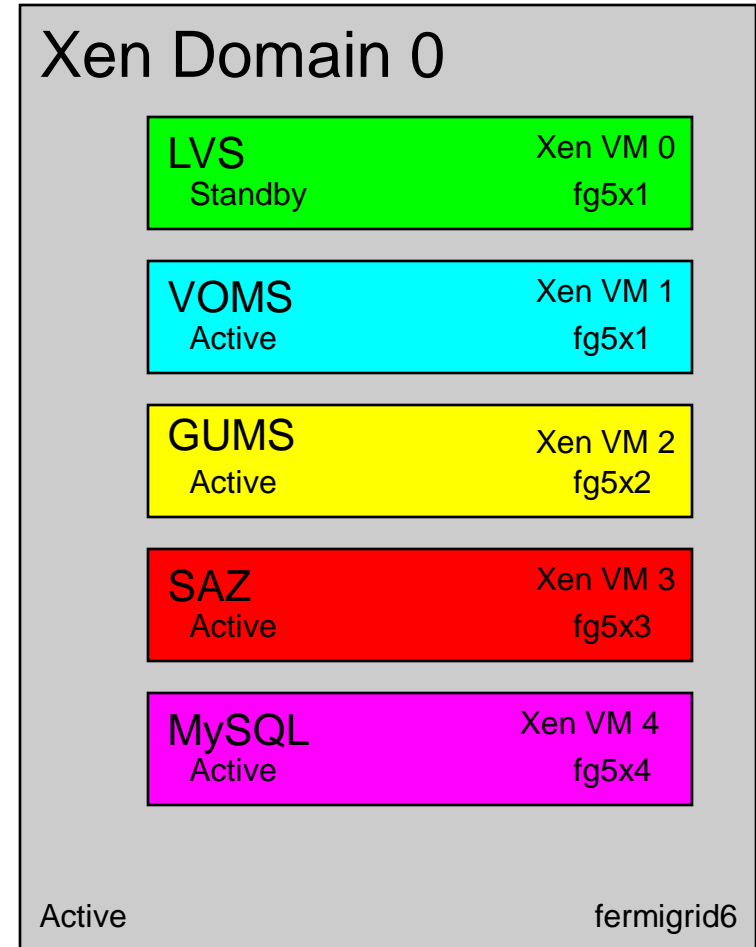 Xen Domain 0
LVS Xen VM 0
Standby fg5x1
VOMS Xen VM 1
Active fg5x1
GUMS Xen VM 2
Active fg5x2
SAZ Xen VM 3
Active fg5x3
MySQL Xen VM 4
Active fg5x4
Active fermigrid6